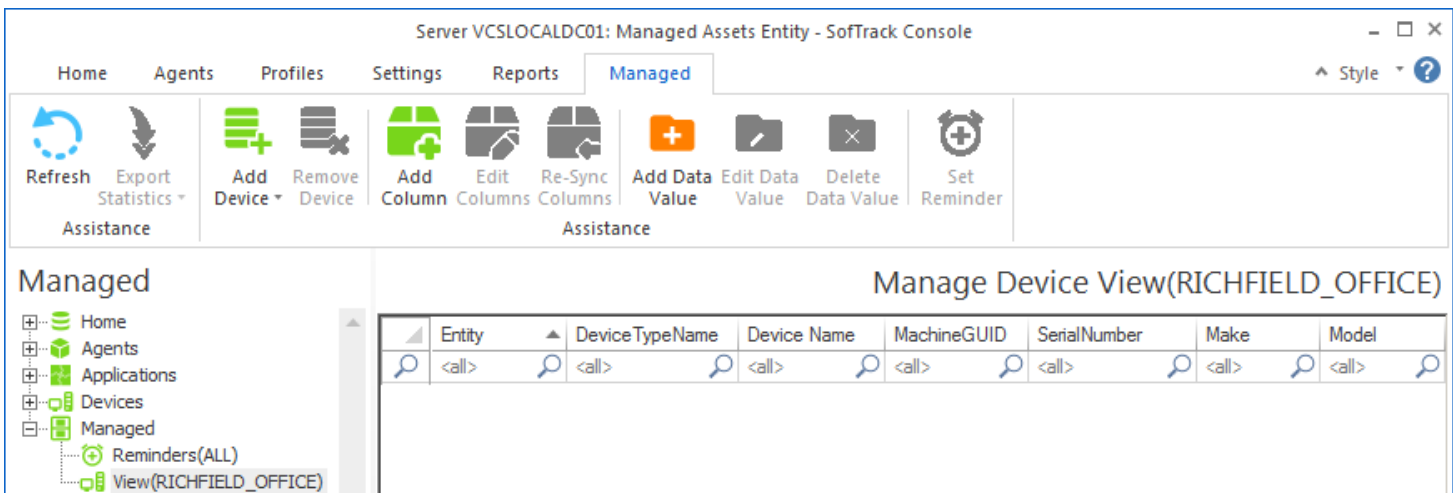 Server VCSLOCALDC01: Managed Assets Entity - SofTrack Console
Home Agents Profiles Settings Reports Managed Style ?
Refresh Export Add Remove Add Edit Re-Sync Add Data Edit Data Delete Set
Statistics Device Device Column Columns Columns Value Value Data Value Reminder
Assistance Assistance
Managed
Manage Device View(RICHFIELD_OFFICE)
Home
Agents
Applications
Devices
Managed
Reminders(ALL)
View(RICHFIELD_OFFICE)
Entity DeviceTypeName Device Name MachineGUID SerialNumber Make Model
<all> <all> <all> <all> <all> <all> <all>